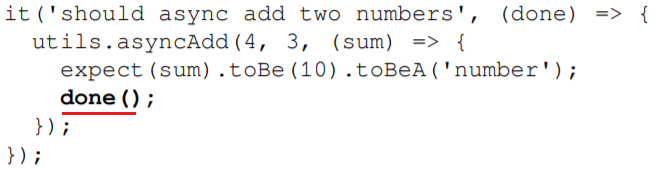 it('should async add two numbers', (done) => {
  utils.asyncAdd(4, 3, (sum) => {
    expect(sum).toBe(10).toBeA('number');
    done();
  });
});